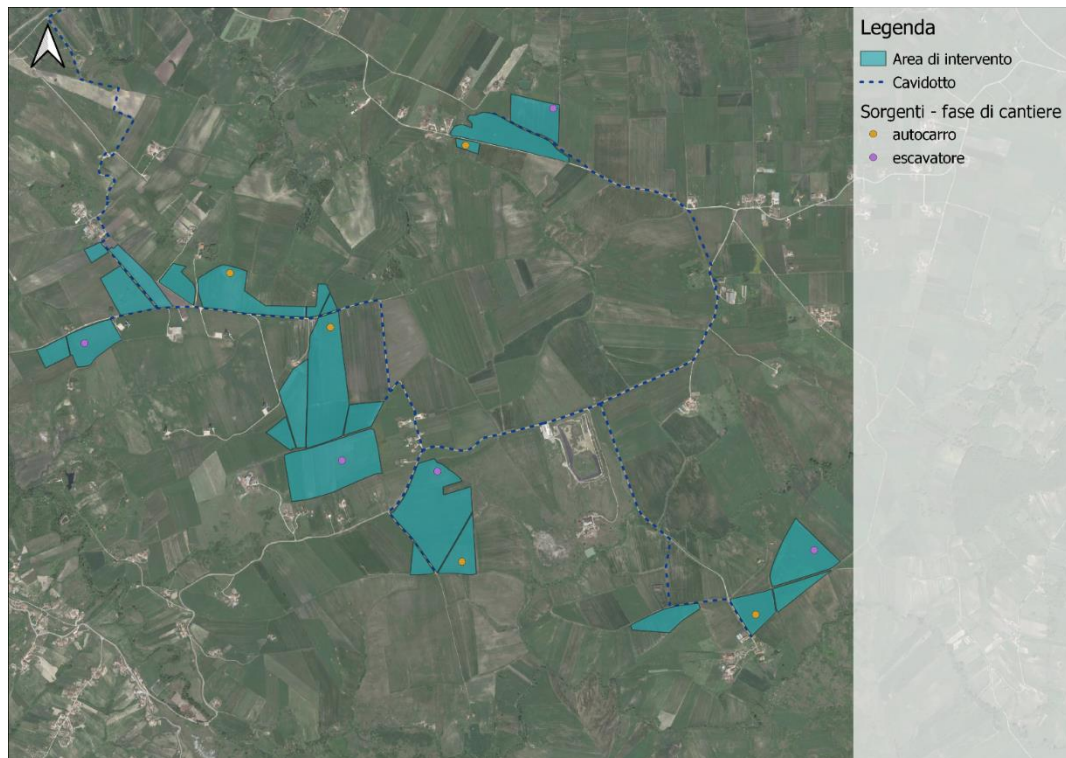 Legenda
Area di intervento
Cavidotto
Sorgenti - fase di cantiere
autocarro
escavatore